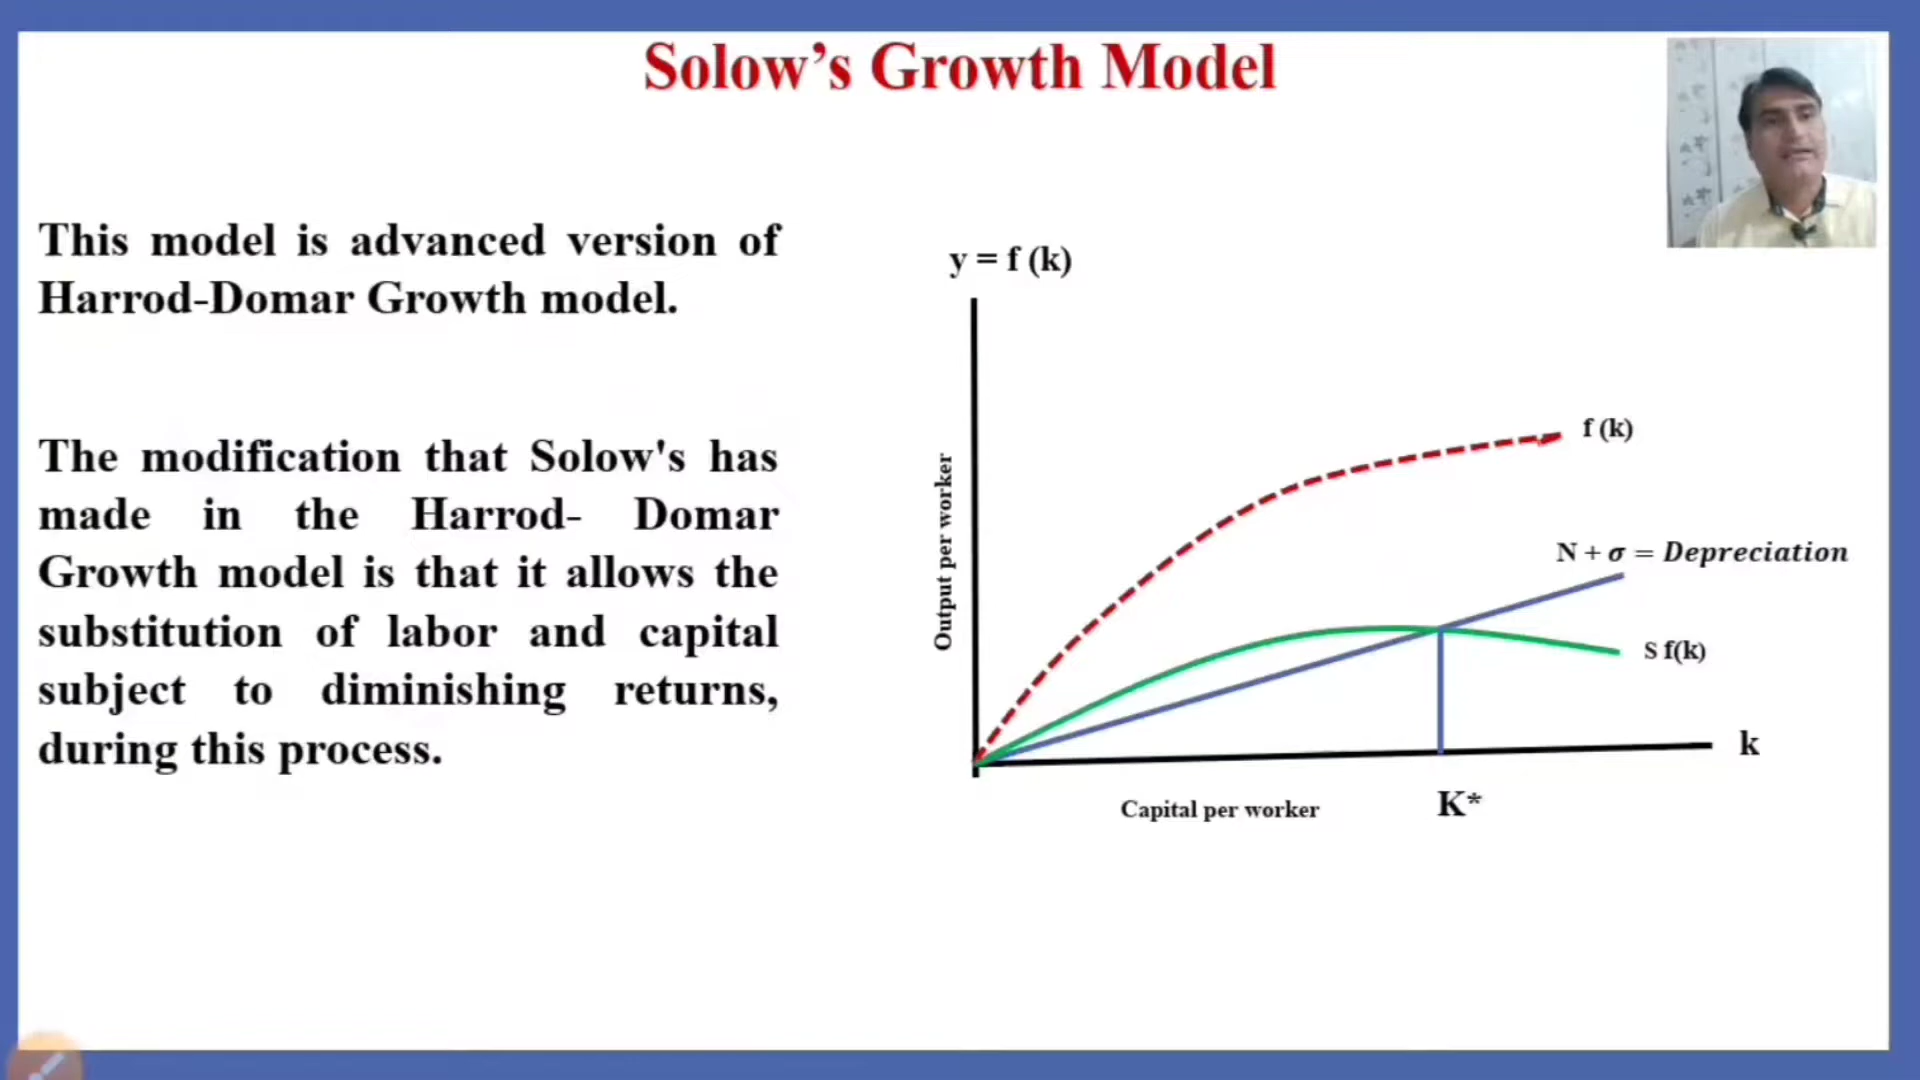 Solow’s Growth Model
This model is advanced version of
Harrod-Domar Growth model.
The modification that Solow's has
made in the Harrod- Domar
Growth model is that it allows the
substitution of labor and capital
subject to diminishing returns,
during this process.
y = f (k)
Output per worker
f (k)
N + σ = Depreciation
S f(k)
k
Capital per worker
K*